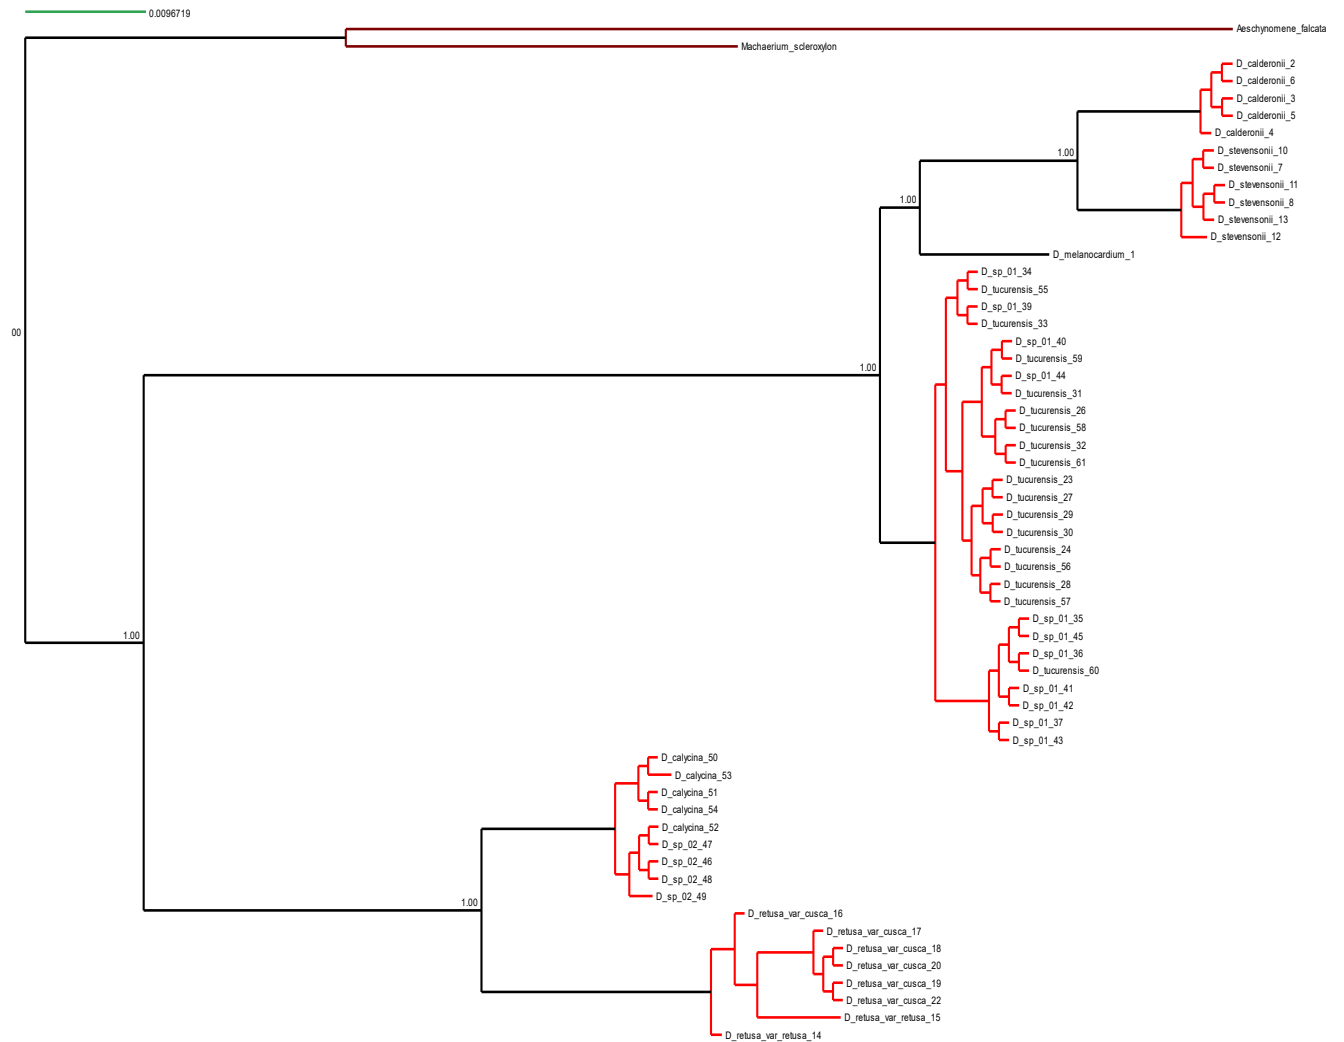 0.0096719
Aeschynomene_falcata
Machaerium_scleroxylon
D_calderonii_2
D_calderonii_6
D_calderonii_3
D_calderonii_5
D_calderonii_4
1.00
D_stevensonii_10
D_stevensonii_7
D_stevensonii_11
D_stevensonii_8
1.00
D_stevensonii_13
D_stevensonii_12
D_melanocardium_1
D_sp_01_34
D_tucurensis_55
D_sp_01_39
D_tucurensis_33
00
D_sp_01_40
D_tucurensis_59
1.00
D_sp_01_44
D_tucurensis_31
D_tucurensis_26
D_tucurensis_58
D_tucurensis_32
D_tucurensis_61
D_tucurensis_23
D_tucurensis_27
D_tucurensis_29
D_tucurensis_30
D_tucurensis_24
D_tucurensis_56
D_tucurensis_28
D_tucurensis_57
D_sp_01_35
1.00
D_sp_01_45
D_sp_01_36
D_tucurensis_60
D_sp_01_41
D_sp_01_42
D_sp_01_37
D_sp_01_43
D_calycina_50
D_calycina_53
D_calycina_51
D_calycina_54
D_calycina_52
D_sp_02_47
D_sp_02_46
D_sp_02_48
D_sp_02_49
1.00
D_retusa_var_cusca_16
D_retusa_var_cusca_17
D_retusa_var_cusca_18
D_retusa_var_cusca_20
D_retusa_var_cusca_19
D_retusa_var_cusca_22
D_retusa_var_retusa_15
D_retusa_var_retusa_14